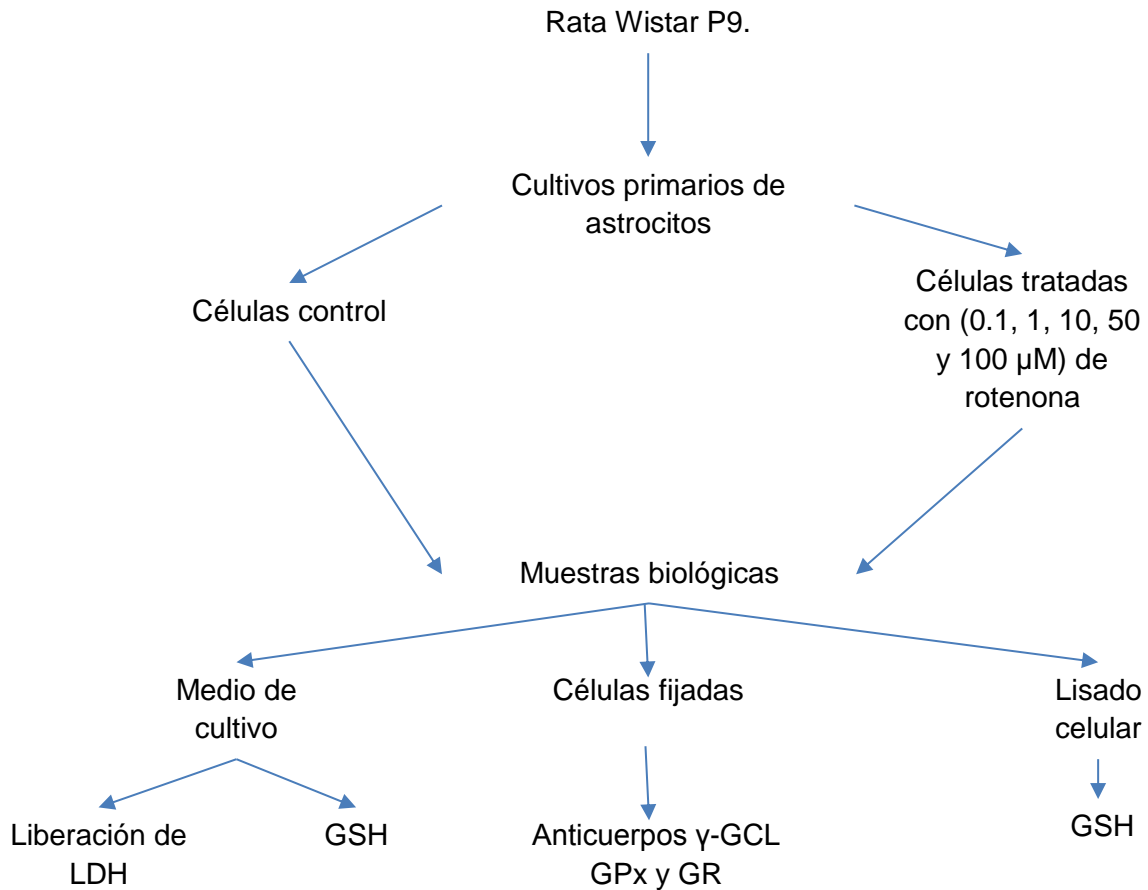 Rata Wistar P9.
Cultivos primarios de
astrocitos
Células control
Células tratadas
con (0.1, 1, 10, 50
y 100 µM) de
rotenona
Muestras biológicas
Medio de
cultivo
Células fijadas
Lisado
celular
Liberación de
LDH
GSH
Anticuerpos γ-GCL
GPx y GR
GSH